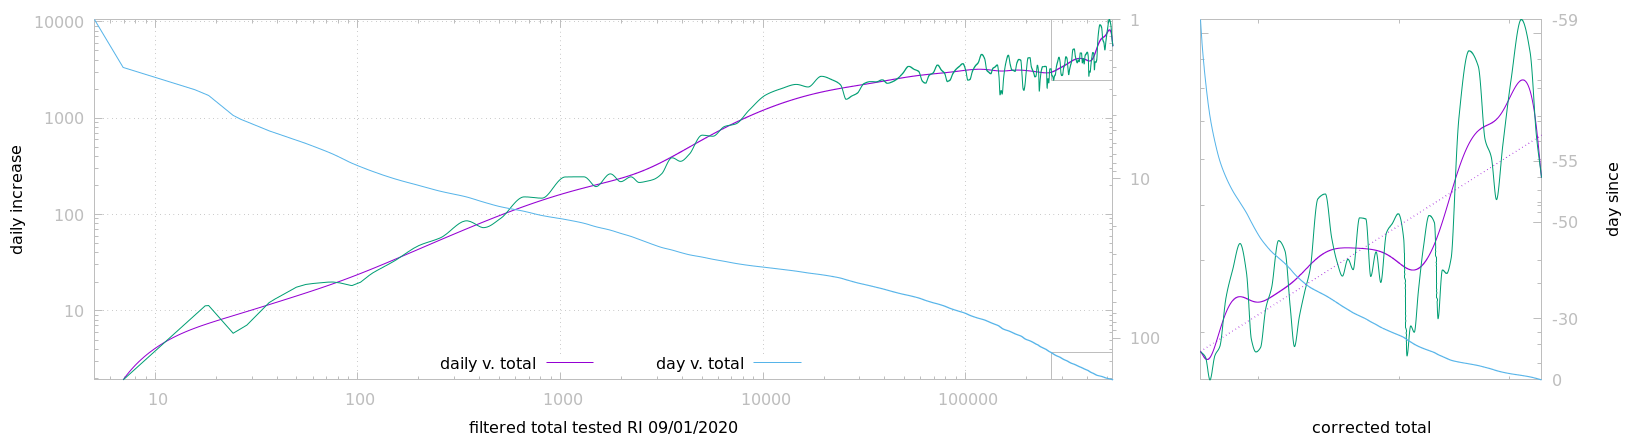 10000
1000
100
10
daily increase
10
100
1000
10000
100000
1
10
100
daily v. total
day v. total
filtered total tested RI 09/01/2020
-59
-55
-50
-30
0
day since
corrected total